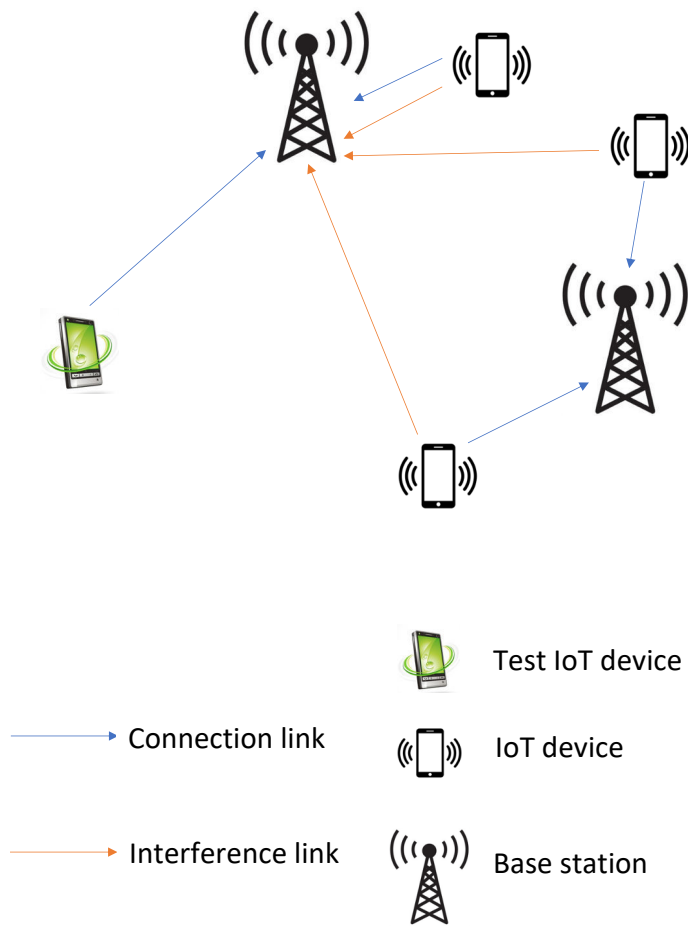 Test IoT device
Connection link
IoT device
Interference link
Base station